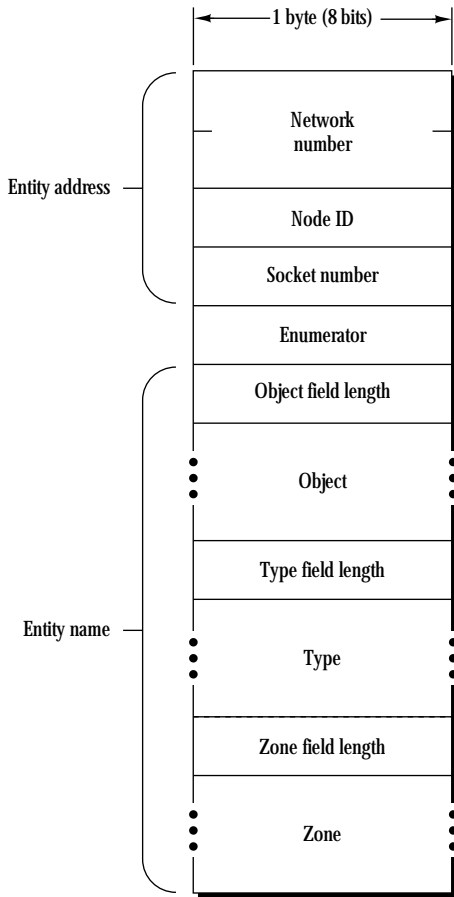 1 byte (8 bits)
Network
number
Entity address
Node ID
Socket number
Enumerator
Object field length
Object
Type field length
Entity name
Type
Zone field length
Zone